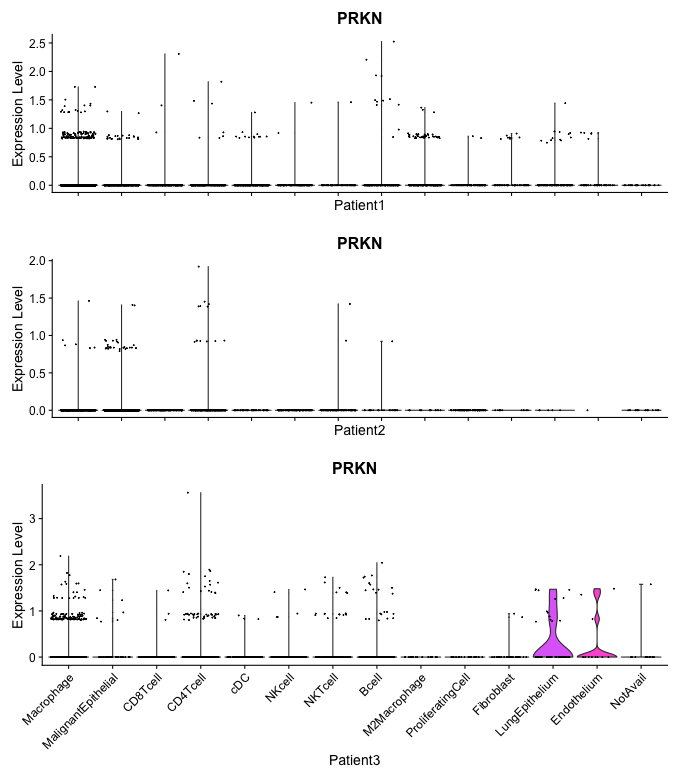 PRKN
Expression Level
2.5
2.0
1.5
1.0
0.5
0.0
Patient1
PRKN
Expression Level
2.0
1.5
1.0
0.5
0.0
Patient2
PRKN
Expression Level
3
2
1
0
Macrophage
MalignantEpithelial
CD8Tcell
CD4Tcell
cDC
NKcell
NKTcell
Bcell
M2Macrophage
ProliferatingCell
Fibroblast
LungEpithelium
Endothelium
NotAvail
Patient3